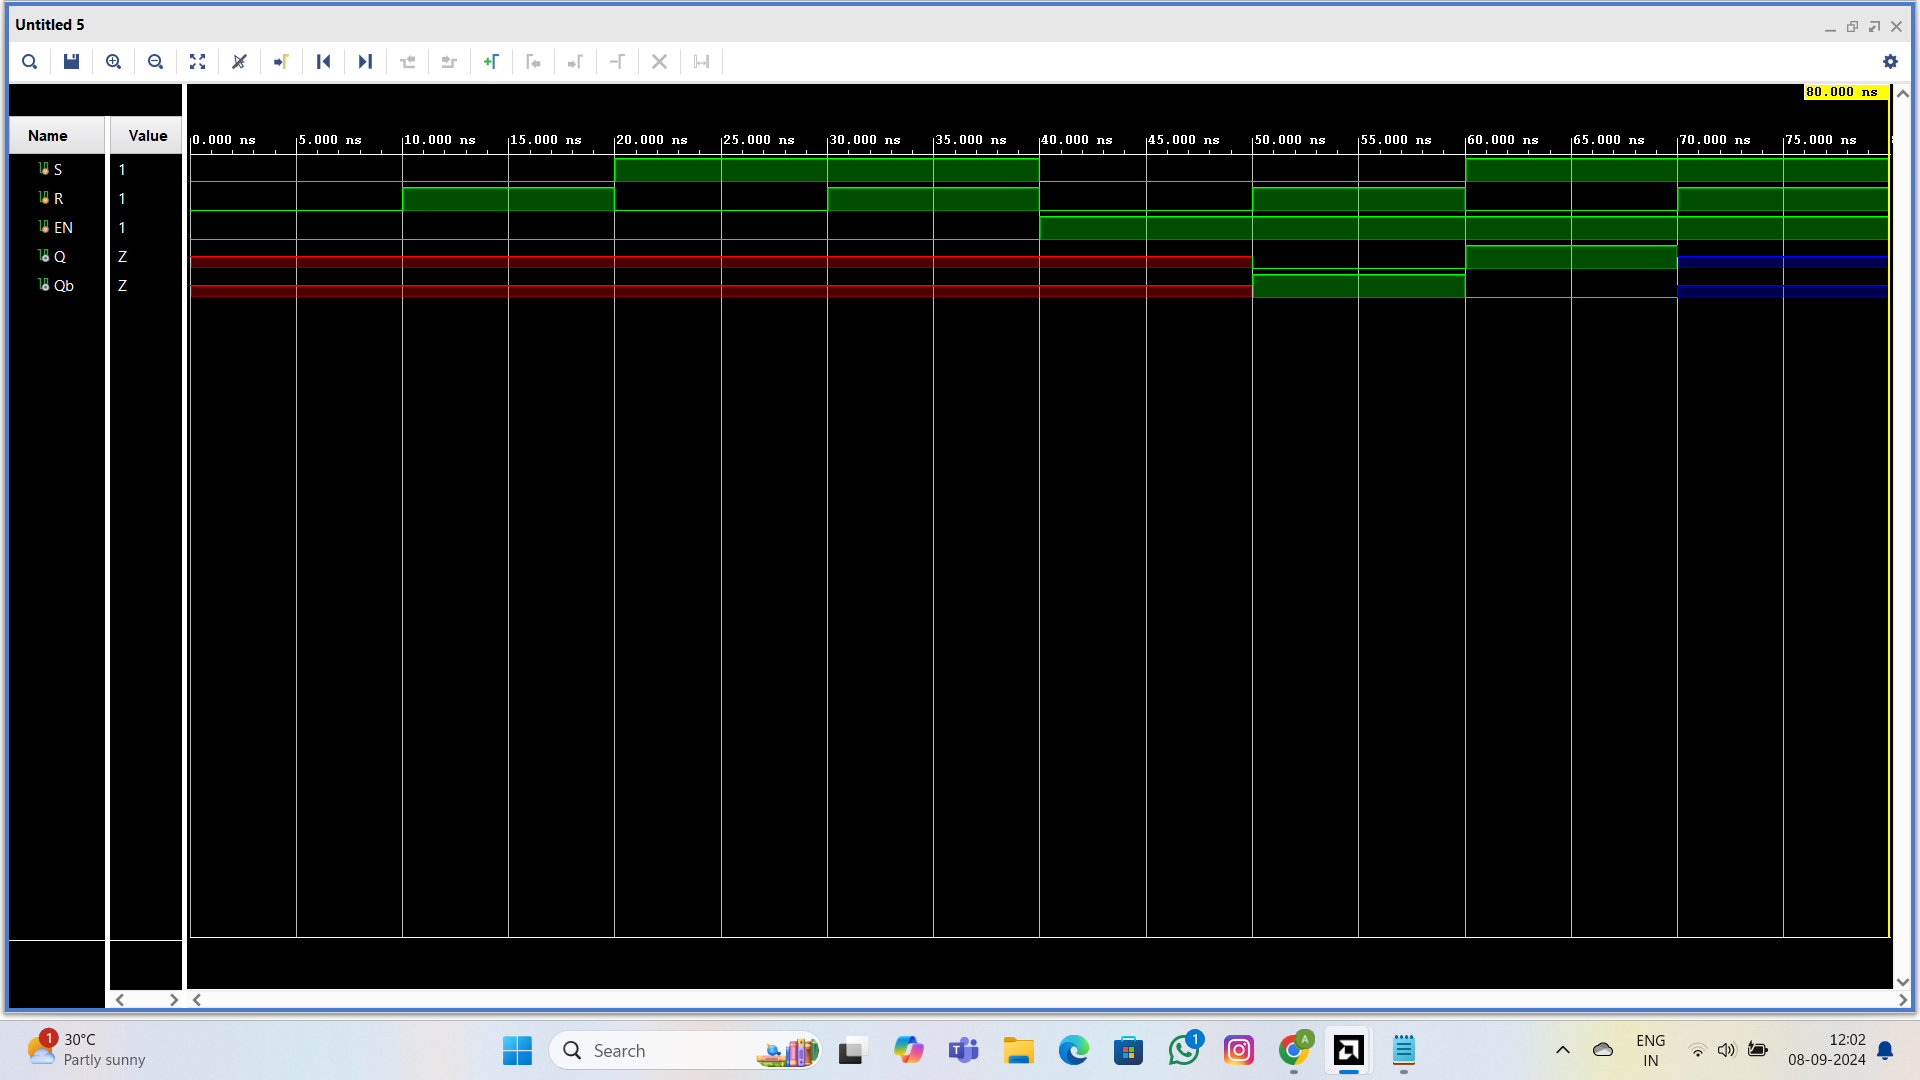 Untitled 5
80.000 ns
Name Value
0.000 ns 5.000 ns 10.000 ns 15.000 ns 20.000 ns 25.000 ns 30.000 ns 35.000 ns 40.000 ns 45.000 ns 50.000 ns 55.000 ns 60.000 ns 65.000 ns 70.000 ns 75.000 ns
S 1
R 1
EN 1
Q Z
Qb Z
1 30°C
Partly sunny
Search
1
A
ENG
IN
12:02
08-09-2024